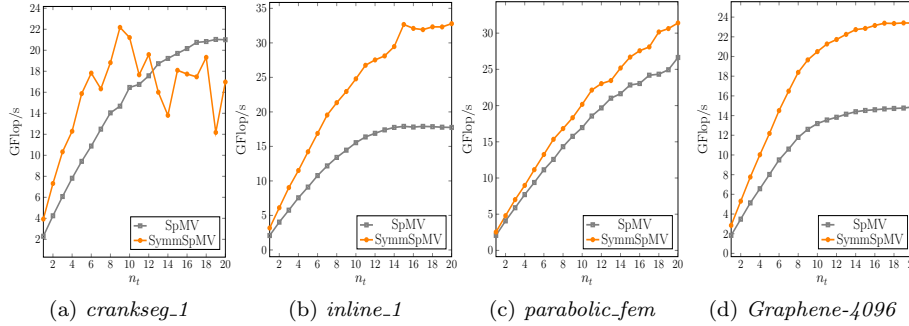 24
22
20
18
16
14
12
10
8
6
4
2
GFlop/s
2 4 6 8 10 12 14 16 18 20
n_t
SpMV
SymmSpMV
(a) crankseg_1
35
30
25
20
15
10
5
0
GFlop/s
2 4 6 8 10 12 14 16 18 20
n_t
SpMV
SymmSpMV
(b) inline_1
30
25
20
15
10
5
0
GFlop/s
2 4 6 8 10 12 14 16 18 20
n_t
SpMV
SymmSpMV
(c) parabolic_fem
24
22
20
18
16
14
12
10
8
6
4
2
0
GFlop/s
2 4 6 8 10 12 14 16 18 20
n_t
SpMV
SymmSpMV
(d) Graphene-4096